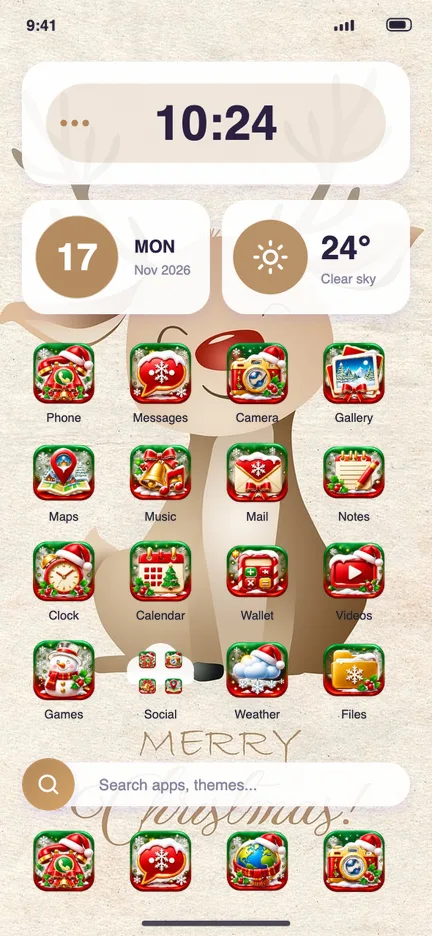 9:41
10:24
17
MON
Nov 2026
24°
Clear sky
Phone
Messages
Camera
Gallery
Maps
Music
Mail
Notes
Clock
Calendar
Wallet
Videos
Games
Social
Weather
Files
MERRY
Search apps, themes...
Christmas!